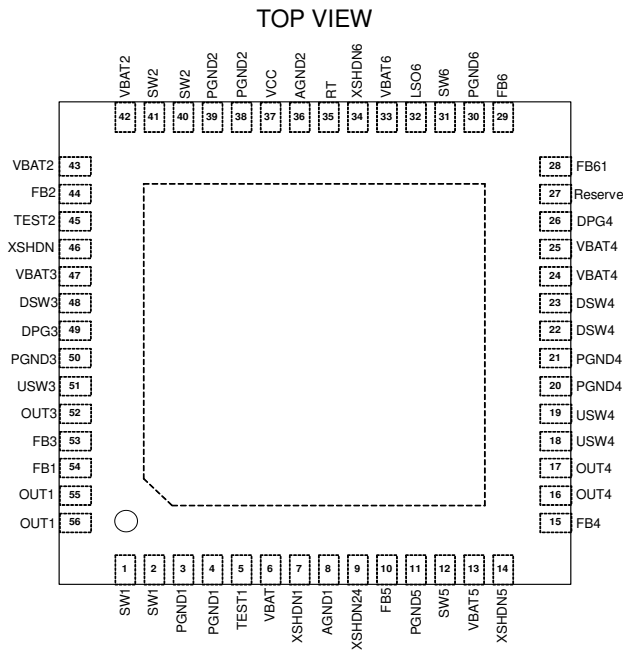 TOP VIEW
VBAT2 SW2 SW2 PGND2 PGND2 VCC AGND2 RT XSHDN6 VBAT6 LSO6 SW6 PGND6 FB6
42 41 40 39 38 37 36 35 34 33 32 31 30 29
VBAT2 43 28 FB61
FB2 44 27 Reserve
TEST2 45 26 DPG4
XSHDN 46 25 VBAT4
VBAT3 47 24 VBAT4
DSW3 48 23 DSW4
DPG3 49 22 DSW4
PGND3 50 21 PGND4
USW3 51 20 PGND4
OUT3 52 19 USW4
FB3 53 18 USW4
FB1 54 17 OUT4
OUT1 55 16 OUT4
OUT1 56 15 FB4
1 2 3 4 5 6 7 8 9 10 11 12 13 14
SW1 SW1 PGND1 PGND1 TEST1 VBAT XSHDN1 AGND1 XSHDN24 FB5 PGND5 SW5 VBAT5 XSHDN5